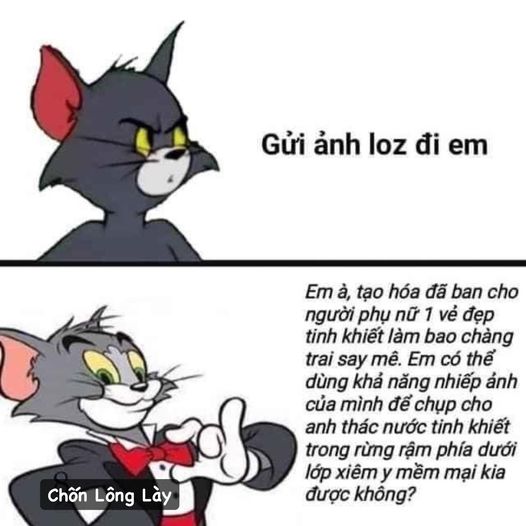 Gửi ảnh loz đi em
Em à, tạo hóa đã ban cho
người phụ nữ 1 vẻ đẹp
tinh khiết làm bao chàng
trai say mê. Em có thể
dùng khả năng nhiếp ảnh
của mình để chụp cho
anh thác nước tinh khiết
trong rừng rậm phía dưới
lớp xiêm y mềm mại kia
được không?
Chốn Lông Lày